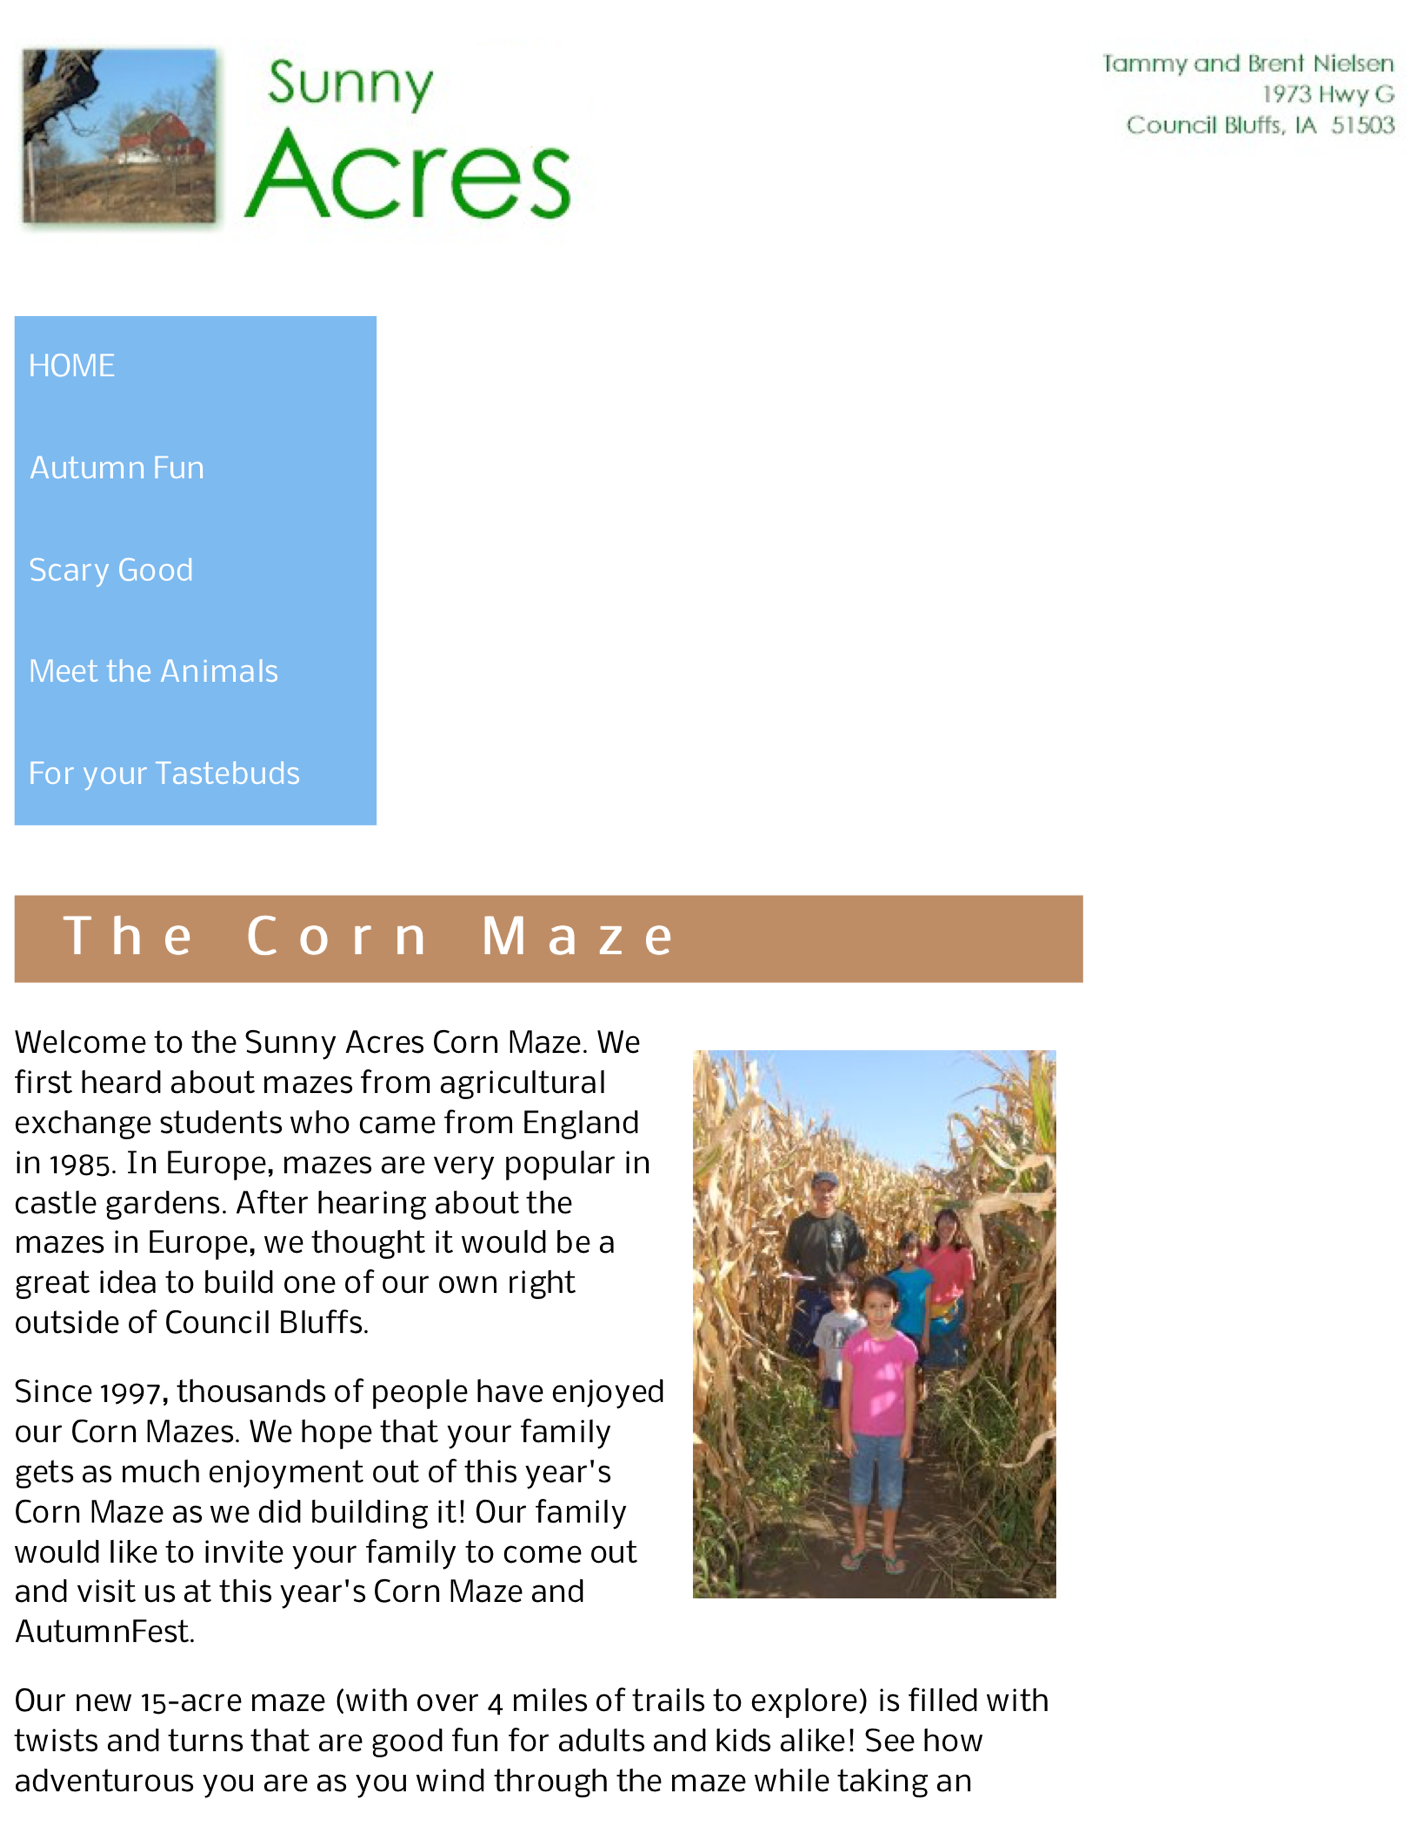 Sunny
Acres
Tammy and Brent Nielsen
1973 Hwy G
Council Bluffs, IA 51503
HOME
Autumn Fun
Scary Good
Meet the Animals
For your Tastebuds
The Corn Maze
Welcome to the Sunny Acres Corn Maze. We
first heard about mazes from agricultural
exchange students who came from England
in 1985. In Europe, mazes are very popular in
castle gardens. After hearing about the
mazes in Europe, we thought it would be a
great idea to build one of our own right
outside of Council Bluffs.
Since 1997, thousands of people have enjoyed
our Corn Mazes. We hope that your family
gets as much enjoyment out of this year's
Corn Maze as we did building it! Our family
would like to invite your family to come out
and visit us at this year's Corn Maze and
AutumnFest.
Our new 15-acre maze (with over 4 miles of trails to explore) is filled with
twists and turns that are good fun for adults and kids alike! See how
adventurous you are as you wind through the maze while taking an